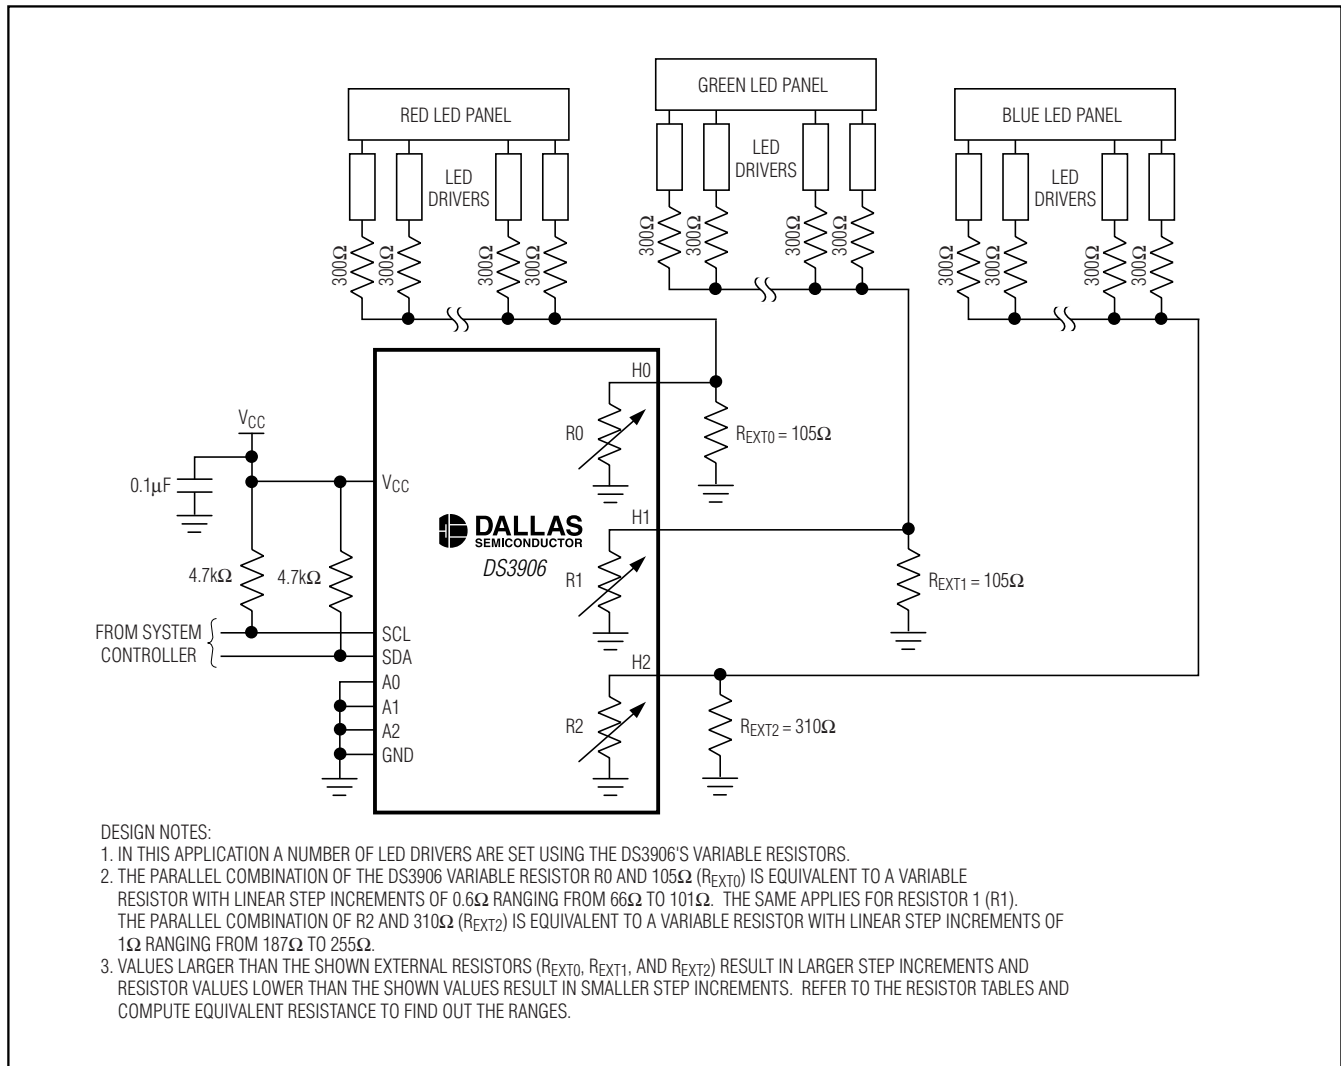 GREEN LED PANEL
RED LED PANEL
BLUE LED PANEL
LED
DRIVERS
LED
DRIVERS
LED
DRIVERS
300Ω
300Ω
300Ω
300Ω
300Ω
300Ω
300Ω
300Ω
300Ω
300Ω
300Ω
300Ω
H0
R0
REXT0 = 105Ω
VCC
0.1µF
VCC
DALLAS
SEMICONDUCTOR
DS3906
H1
R1
REXT1 = 105Ω
4.7kΩ
4.7kΩ
FROM SYSTEM
CONTROLLER
SCL
SDA
A0
A1
A2
GND
H2
R2
REXT2 = 310Ω
DESIGN NOTES:
1. IN THIS APPLICATION A NUMBER OF LED DRIVERS ARE SET USING THE DS3906'S VARIABLE RESISTORS.
2. THE PARALLEL COMBINATION OF THE DS3906 VARIABLE RESISTOR R0 AND 105Ω (REXT0) IS EQUIVALENT TO A VARIABLE
RESISTOR WITH LINEAR STEP INCREMENTS OF 0.6Ω RANGING FROM 66Ω TO 101Ω. THE SAME APPLIES FOR RESISTOR 1 (R1).
THE PARALLEL COMBINATION OF R2 AND 310Ω (REXT2) IS EQUIVALENT TO A VARIABLE RESISTOR WITH LINEAR STEP INCREMENTS OF
1Ω RANGING FROM 187Ω TO 255Ω.
3. VALUES LARGER THAN THE SHOWN EXTERNAL RESISTORS (REXT0, REXT1, AND REXT2) RESULT IN LARGER STEP INCREMENTS AND
RESISTOR VALUES LOWER THAN THE SHOWN VALUES RESULT IN SMALLER STEP INCREMENTS. REFER TO THE RESISTOR TABLES AND
COMPUTE EQUIVALENT RESISTANCE TO FIND OUT THE RANGES.